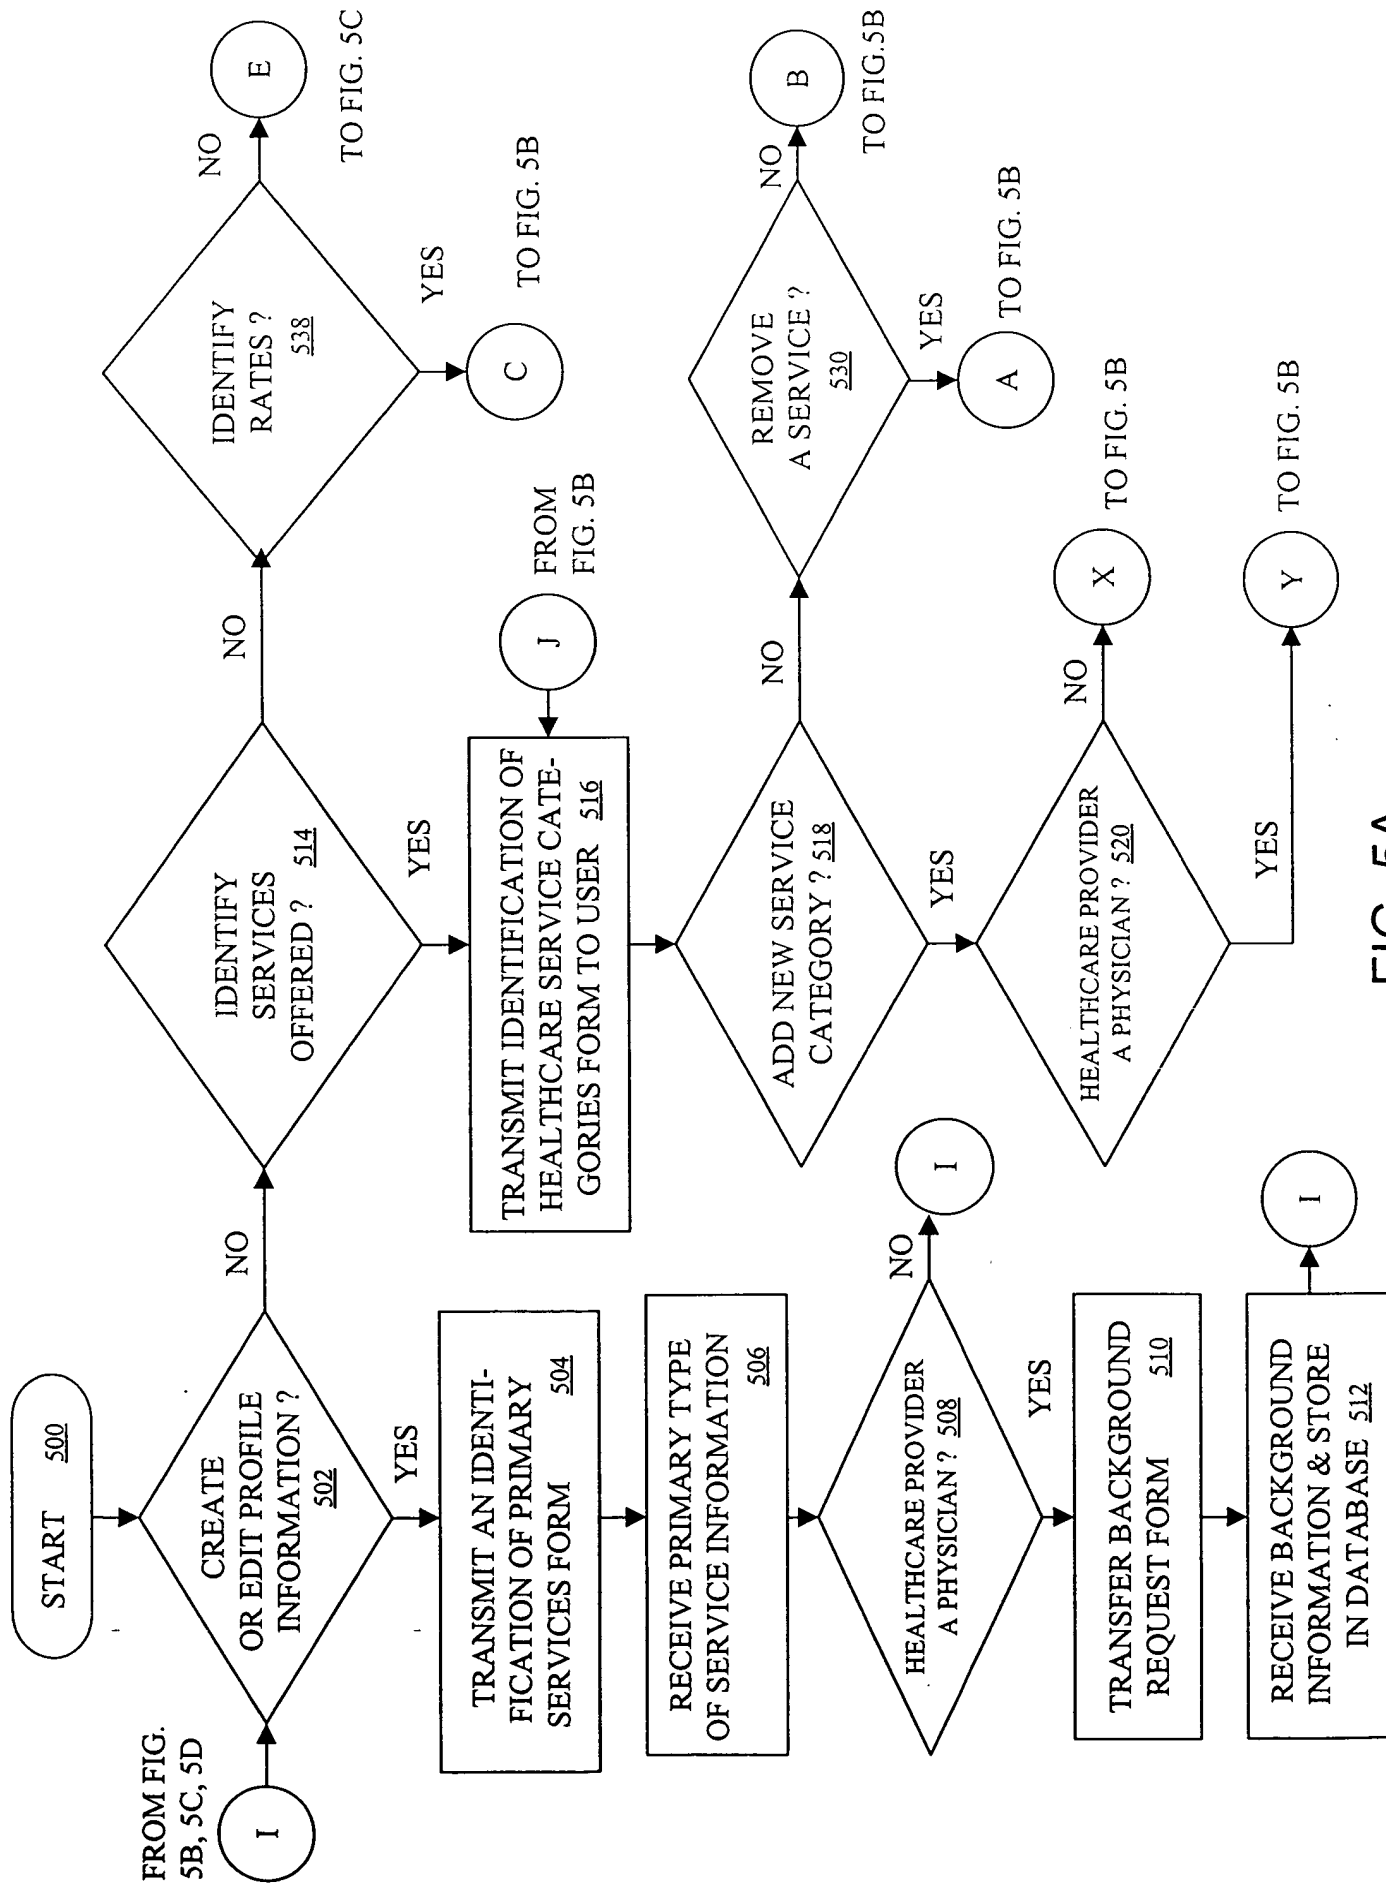 START 500
FROM FIG.
5B, 5C, 5D
I
CREATE
OR EDIT PROFILE
INFORMATION ?
502
NO
YES
IDENTIFY
SERVICES
OFFERED ? 514
NO
YES
IDENTIFY
RATES ?
538
NO
E
TO FIG. 5C
YES
C
TO FIG. 5B
TRANSMIT AN IDENTI-
FICATION OF PRIMARY
SERVICES FORM 504
RECEIVE PRIMARY TYPE
OF SERVICE INFORMATION
506
HEALTHCARE PROVIDER
A PHYSICIAN ? 508
NO
I
YES
TRANSFER BACKGROUND
REQUEST FORM 510
RECEIVE BACKGROUND
INFORMATION & STORE
IN DATABASE 512
I
TRANSMIT IDENTIFICATION OF
HEALTHCARE SERVICE CATE-
GORIES FORM TO USER 516
J
FROM
FIG. 5B
ADD NEW SERVICE
CATEGORY ? 518
NO
YES
REMOVE
A SERVICE ?
530
NO
B
TO FIG.5B
YES
A
TO FIG. 5B
HEALTHCARE PROVIDER
A PHYSICIAN ? 520
NO
X
TO FIG. 5B
YES
Y
TO FIG. 5B
FIG. 5A